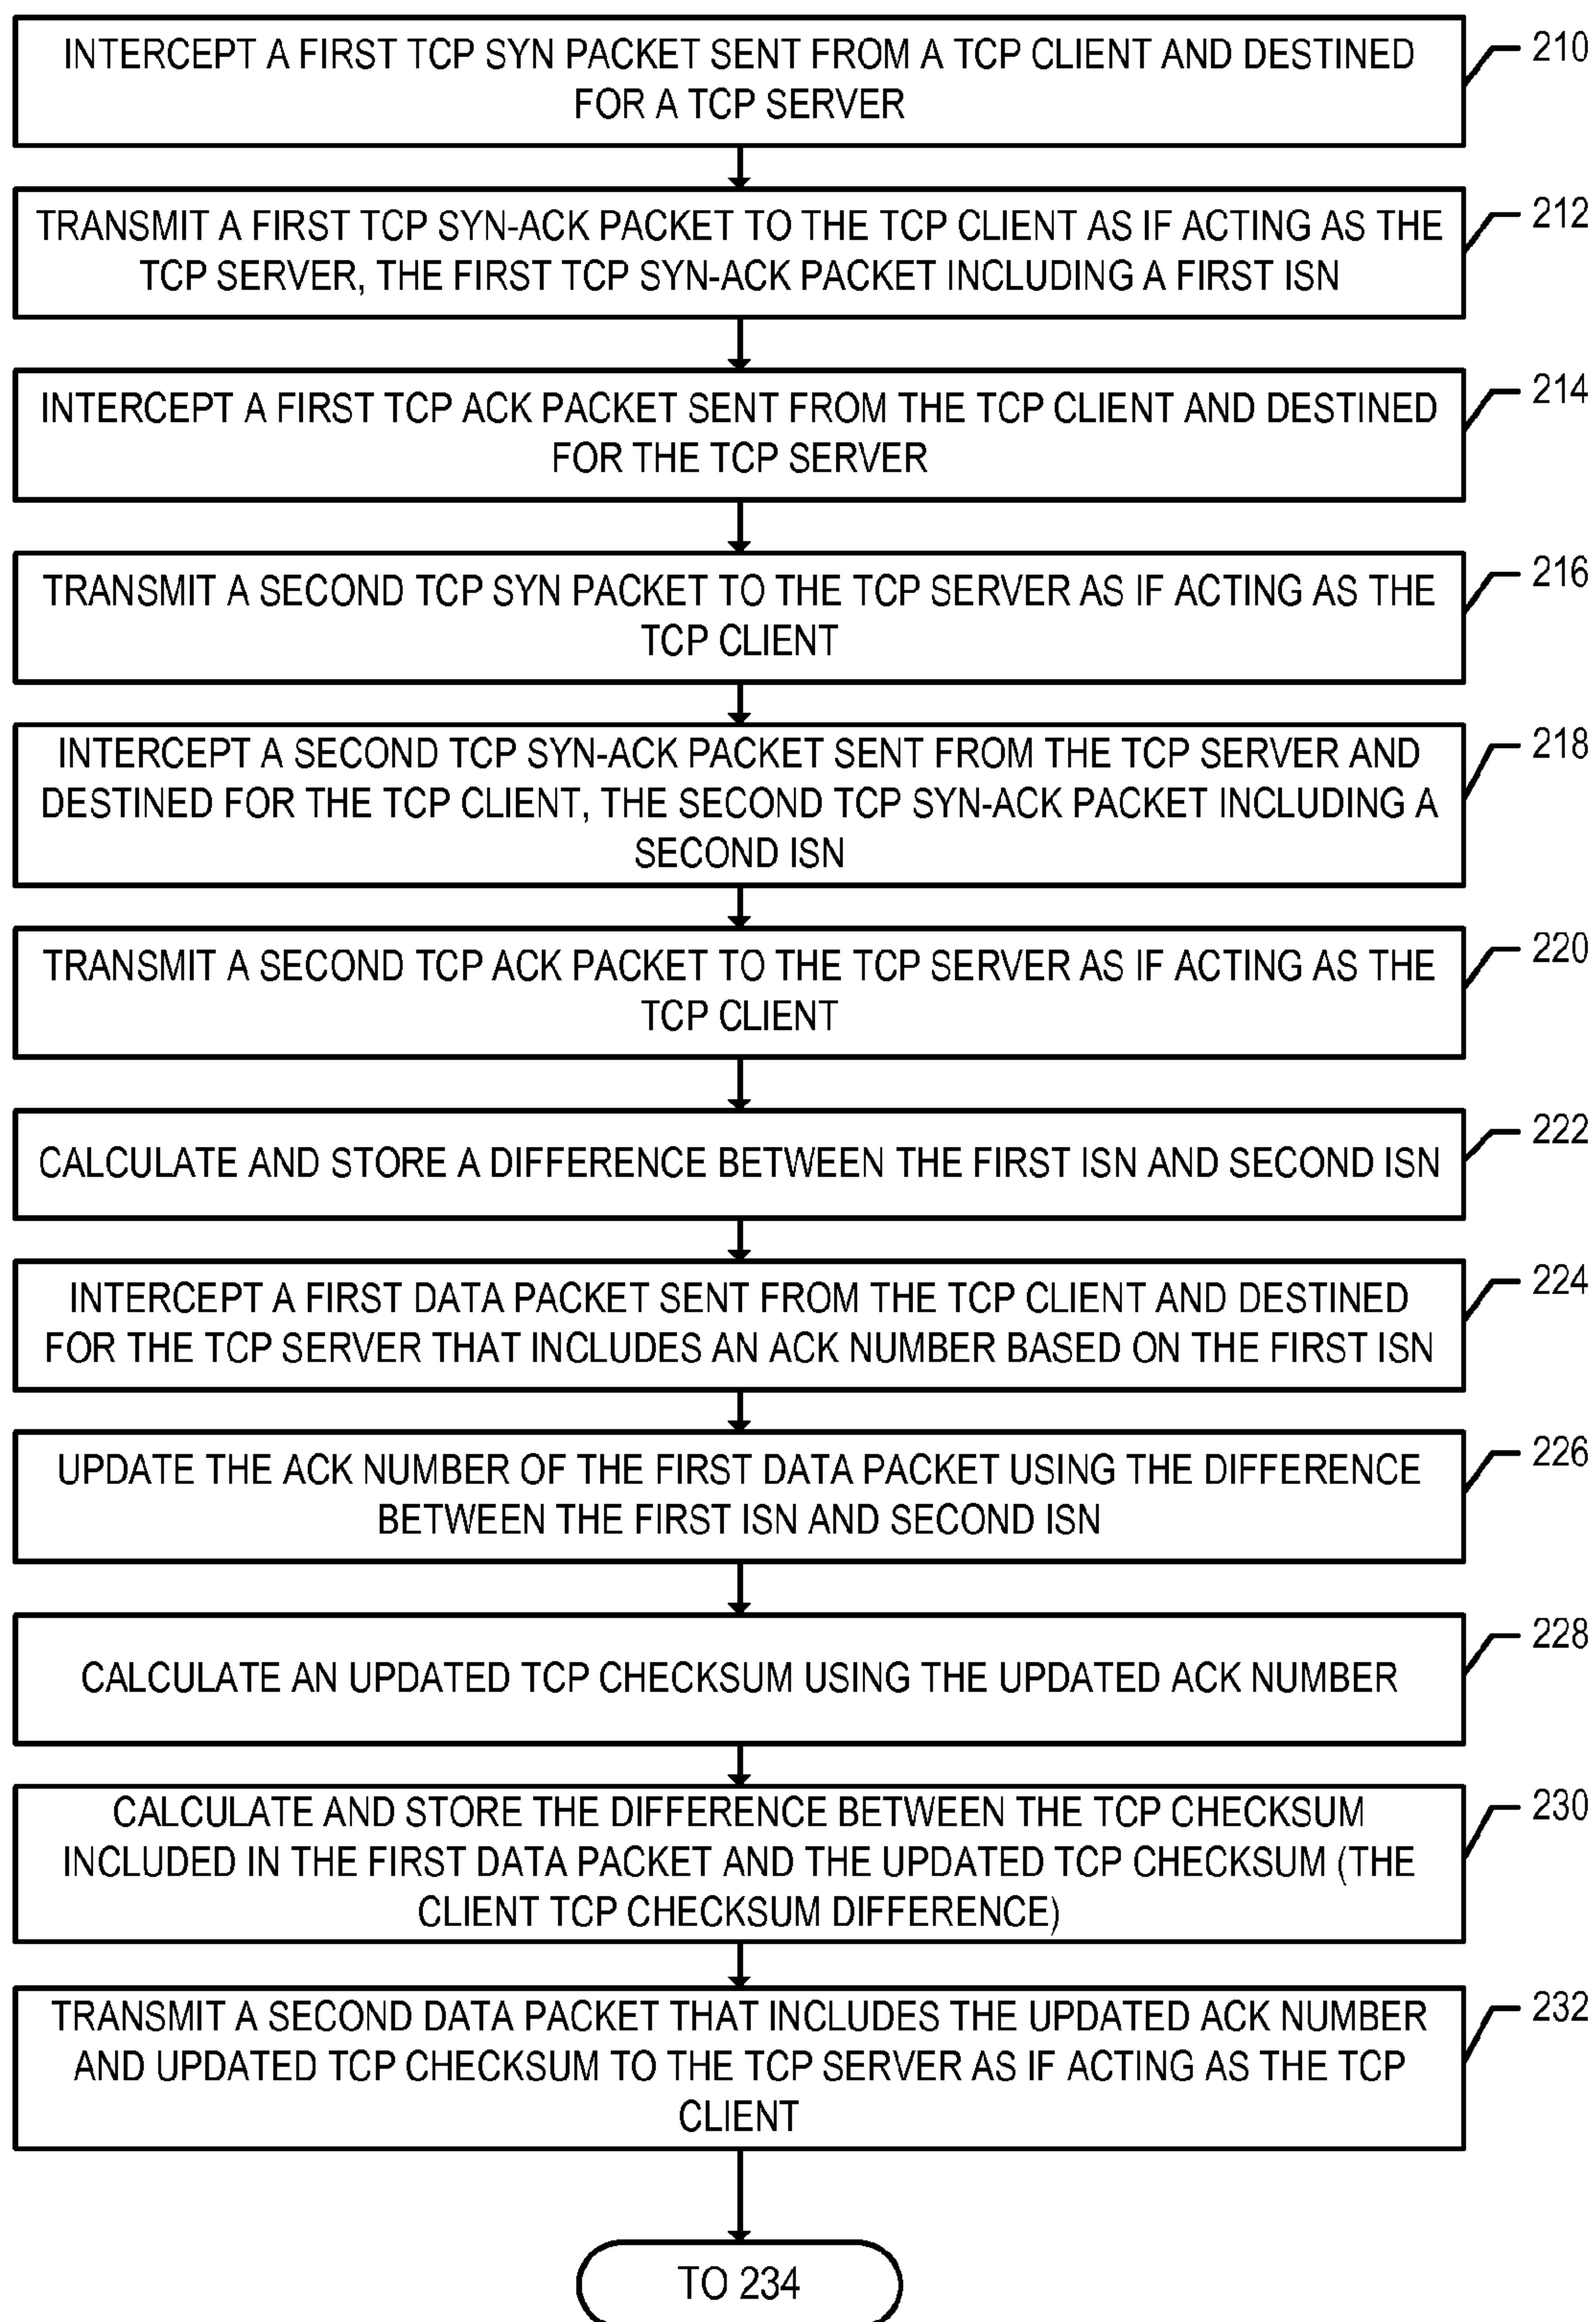 INTERCEPT A FIRST TCP SYN PACKET SENT FROM A TCP CLIENT AND DESTINED
FOR A TCP SERVER
210
TRANSMIT A FIRST TCP SYN-ACK PACKET TO THE TCP CLIENT AS IF ACTING AS THE
TCP SERVER, THE FIRST TCP SYN-ACK PACKET INCLUDING A FIRST ISN
212
INTERCEPT A FIRST TCP ACK PACKET SENT FROM THE TCP CLIENT AND DESTINED
FOR THE TCP SERVER
214
TRANSMIT A SECOND TCP SYN PACKET TO THE TCP SERVER AS IF ACTING AS THE
TCP CLIENT
216
INTERCEPT A SECOND TCP SYN-ACK PACKET SENT FROM THE TCP SERVER AND
DESTINED FOR THE TCP CLIENT, THE SECOND TCP SYN-ACK PACKET INCLUDING A
SECOND ISN
218
TRANSMIT A SECOND TCP ACK PACKET TO THE TCP SERVER AS IF ACTING AS THE
TCP CLIENT
220
CALCULATE AND STORE A DIFFERENCE BETWEEN THE FIRST ISN AND SECOND ISN
222
INTERCEPT A FIRST DATA PACKET SENT FROM THE TCP CLIENT AND DESTINED
FOR THE TCP SERVER THAT INCLUDES AN ACK NUMBER BASED ON THE FIRST ISN
224
UPDATE THE ACK NUMBER OF THE FIRST DATA PACKET USING THE DIFFERENCE
BETWEEN THE FIRST ISN AND SECOND ISN
226
CALCULATE AN UPDATED TCP CHECKSUM USING THE UPDATED ACK NUMBER
228
CALCULATE AND STORE THE DIFFERENCE BETWEEN THE TCP CHECKSUM
INCLUDED IN THE FIRST DATA PACKET AND THE UPDATED TCP CHECKSUM (THE
CLIENT TCP CHECKSUM DIFFERENCE)
230
TRANSMIT A SECOND DATA PACKET THAT INCLUDES THE UPDATED ACK NUMBER
AND UPDATED TCP CHECKSUM TO THE TCP SERVER AS IF ACTING AS THE TCP
CLIENT
232
TO 234